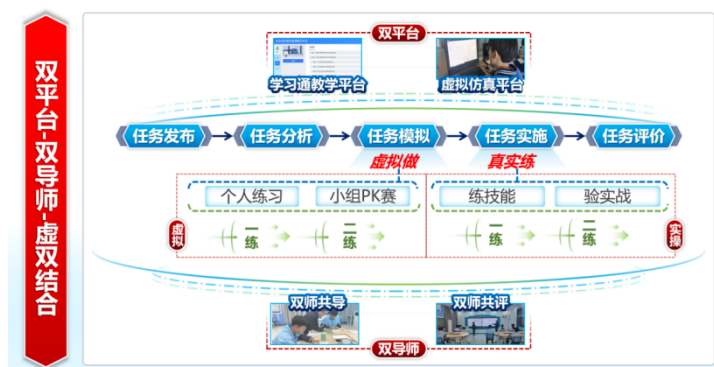 双平台-双导师-虚双结合
双平台
学习通教学平台
虚拟仿真平台
任务发布
任务分析
任务模拟
任务实施
任务评价
虚拟做
真实练
个人练习
小组PK赛
练技能
验实战
虚拟
一练
二练
一练
二练
实操
双师共导
双师共评
双导师